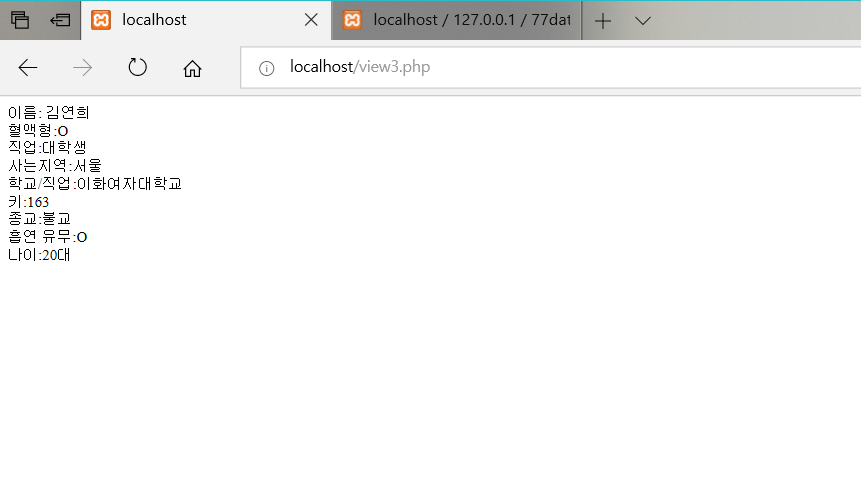 localhost
localhost / 127.0.0.1 / 77dat
localhost/view3.php
이름: 김연희
혈액형:O
직업:대학생
사는지역:서울
학교/직업:이화여자대학교
키:163
종교:불교
흡연 유무:O
나이:20대